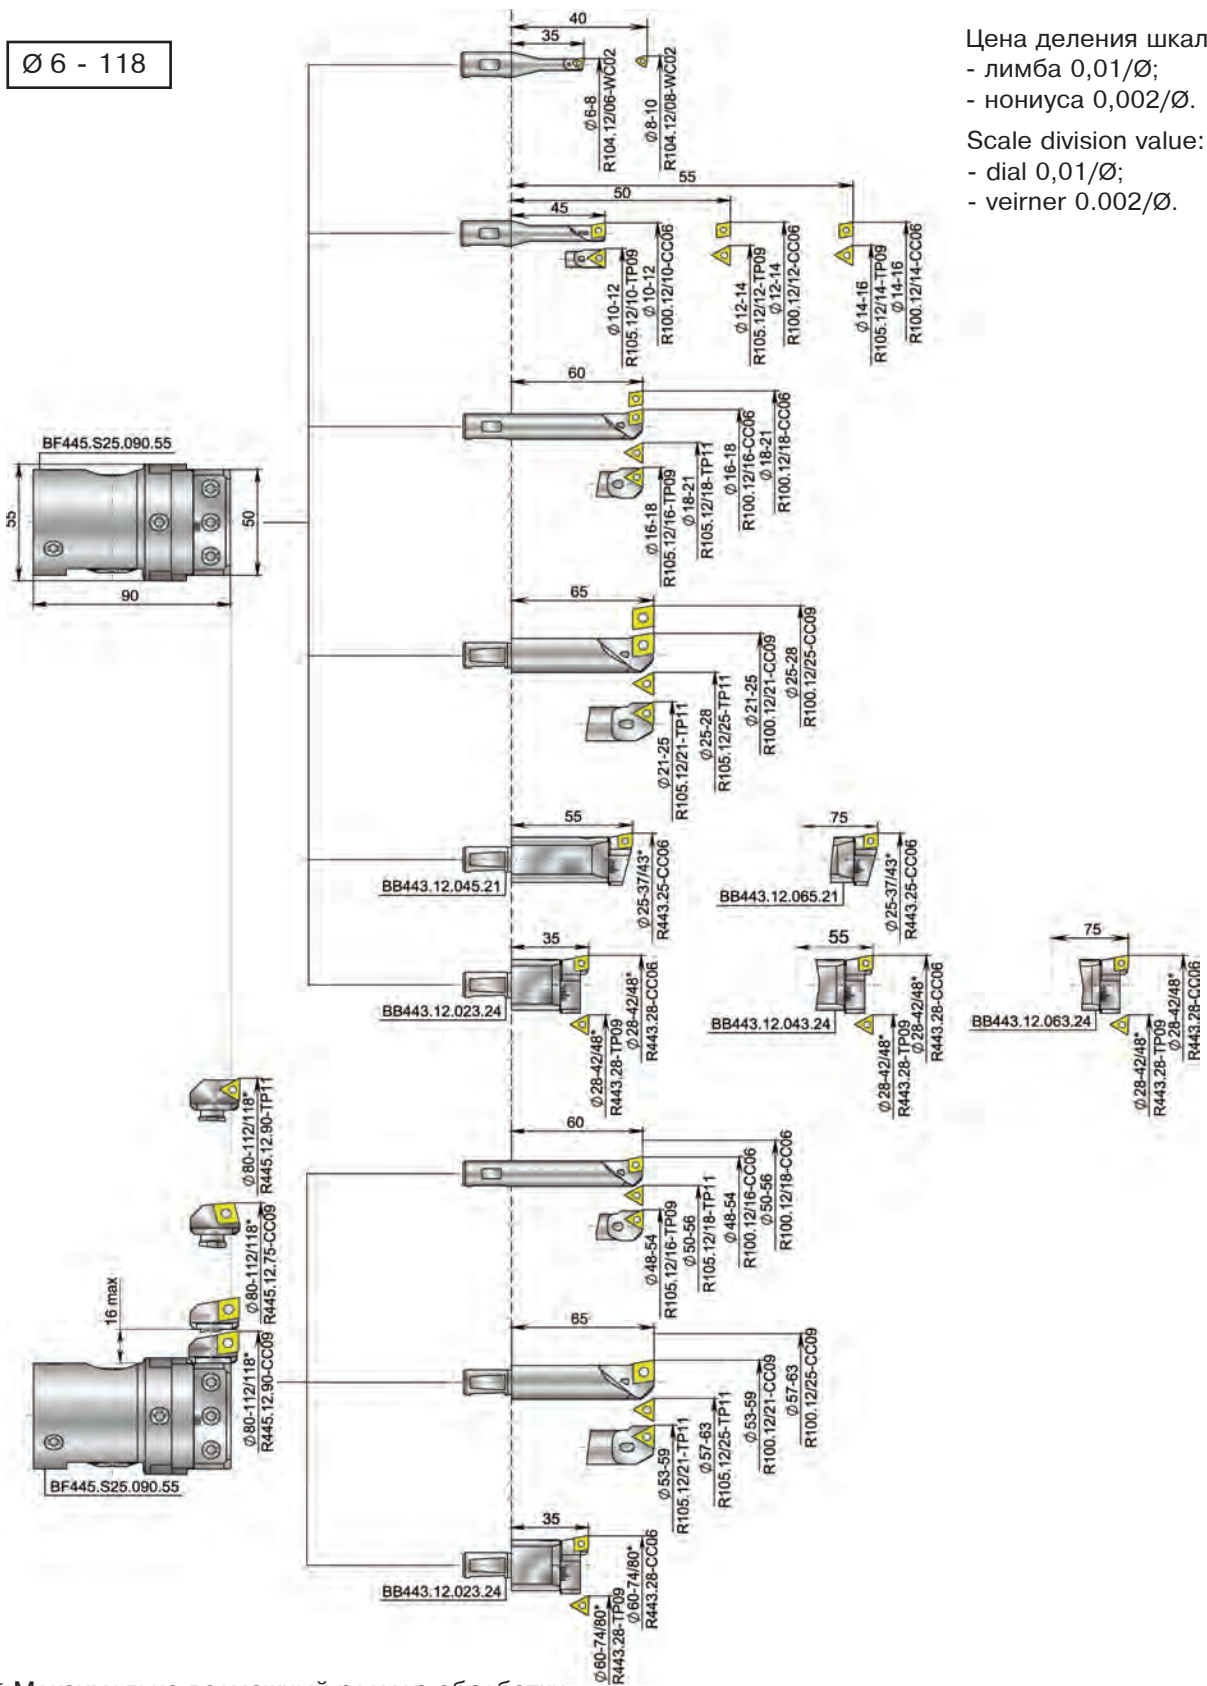 Ø 6 - 118
Цена деления шкал
- лимба 0,01/Ø;
- нониуса 0,002/Ø.
Scale division value:
- dial 0,01/Ø;
- veirner 0.002/Ø.
40
35
Ø6-8
R104.12/06-WC02
Ø8-10
R104.12/08-WC02
55
50
45
Ø10-12
R105.12/10-TP09
Ø10-12
R100.12/10-CC06
Ø12-14
R105.12/12-TP09
Ø12-14
R100.12/12-CC06
Ø14-16
R105.12/14-TP09
Ø14-16
R100.12/14-CC06
60
Ø16-18
R105.12/16-TP09
Ø18-21
R105.12/18-TP11
Ø16-18
R100.12/16-CC06
Ø18-21
R100.12/18-CC06
BF445.S25.090.55
55
50
90
65
Ø21-25
R105.12/21-TP11
Ø25-28
R105.12/25-TP11
Ø21-25
R100.12/21-CC09
Ø25-28
R100.12/25-CC09
55
BB443.12.045.21
Ø25-37/43*
R443.25-CC06
75
BB443.12.065.21
Ø25-37/43*
R443.25-CC06
35
BB443.12.023.24
Ø28-42/48*
R443.28-TP09
Ø28-42/48*
R443.28-CC06
55
BB443.12.043.24
Ø28-42/48*
R443.28-TP09
Ø28-42/48*
R443.28-CC06
75
BB443.12.063.24
Ø28-42/48*
R443.28-TP09
Ø28-42/48*
R443.28-CC06
Ø80-112/118*
R445.12.90-TP11
Ø80-112/118*
R445.12.75-CC09
16 max
Ø80-112/118*
R445.12.90-CC09
BF445.S25.090.55
60
Ø48-54
R105.12/16-TP09
Ø50-56
R105.12/18-TP11
Ø48-54
R100.12/16-CC06
Ø50-56
R100.12/18-CC06
65
Ø53-59
R105.12/21-TP11
Ø57-63
R105.12/25-TP11
Ø53-59
R100.12/21-CC09
Ø57-63
R100.12/25-CC09
35
BB443.12.023.24
Ø60-74/80*
R443.28-TP09
Ø60-74/80*
R443.28-CC06